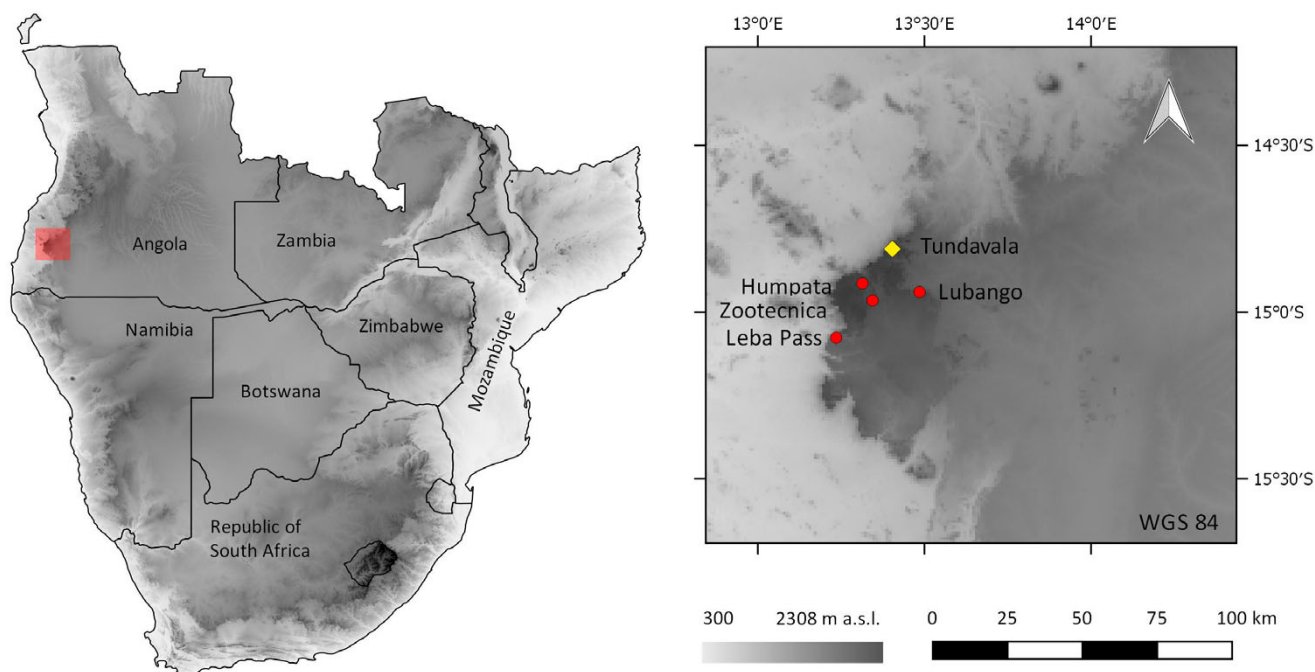 Angola
Zambia
Namibia
Zimbabwe
Botswana
Mozambique
Republic of
South Africa
13°0'E 13°30'E 14°0'E
14°30'S
Tundavala
Humpata
Lubango
Zootecnica
15°0'S
Leba Pass
15°30'S
WGS 84
300 2308 m a.s.l. 0 25 50 75 100 km